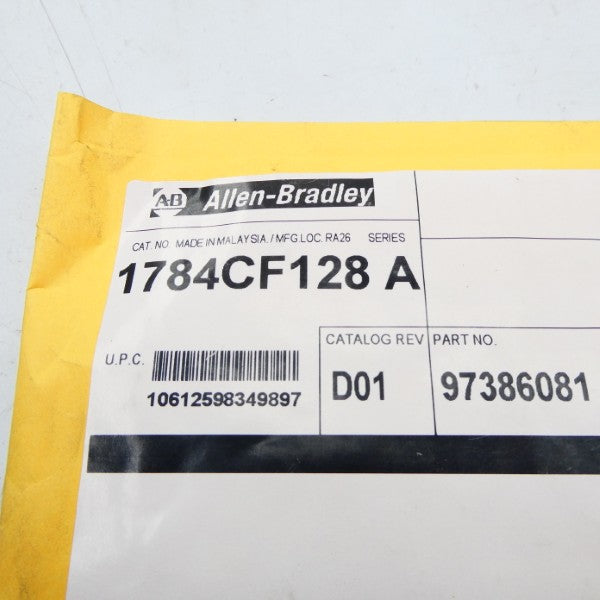 AB Allen-Bradley
CAT. NO. MADE IN MALAYSIA. / MFG.LOC. RA26 SERIES
1784CF128 A
CATALOG REV PART NO.
U.P.C.
D01 97386081
10612598349897